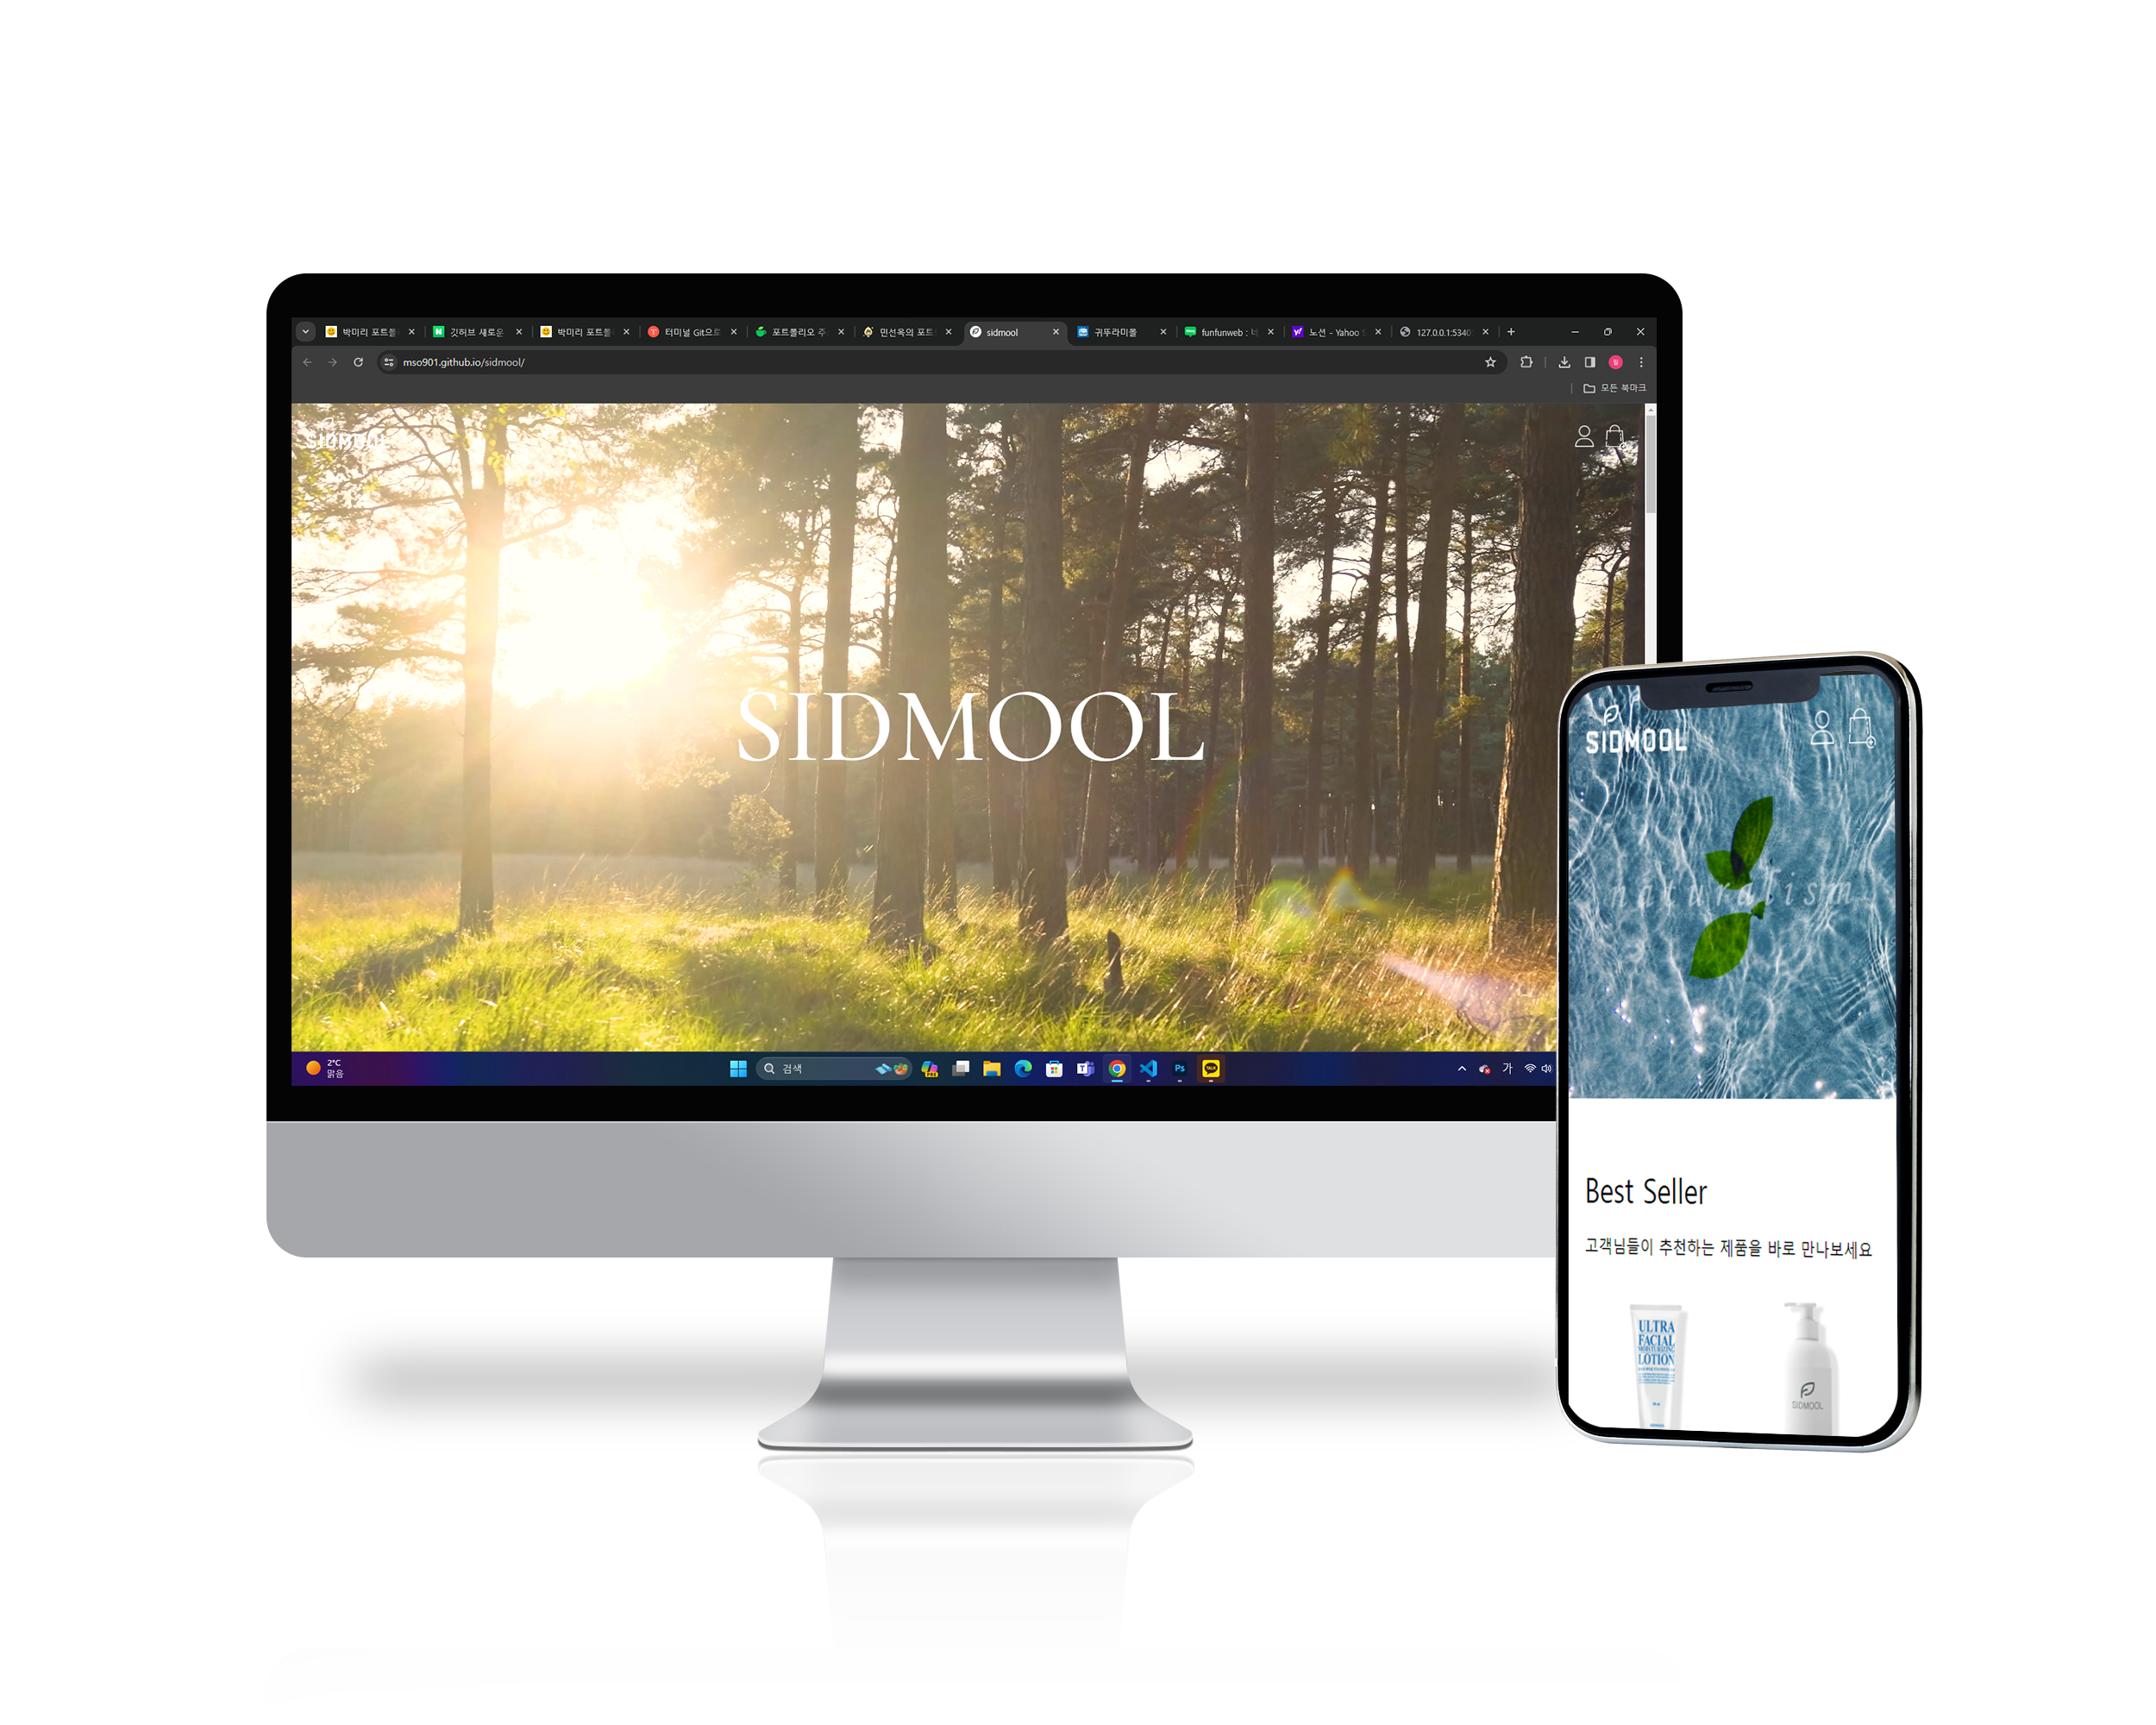 박미리 포트폴
깃허브 새로운
박미리 포트폴
터미널 Git으로
포트폴리오 주
민선옥의 포트
sidmool
귀뚜라미몰
funfunweb : 네
노션 - Yahoo S
127.0.0.1:5340
mso901.github.io/sidmool/
모든 북마크
SIDMOOL
SIDMOOL
2°C
맑음
검색
PRE
Ps
TALK
가
SIDMOOL
naturalism
Best Seller
고객님들이 추천하는 제품을 바로 만나보세요
ULTRA
FACIAL
MOISTURIZING
LOTION
SIDMOOL